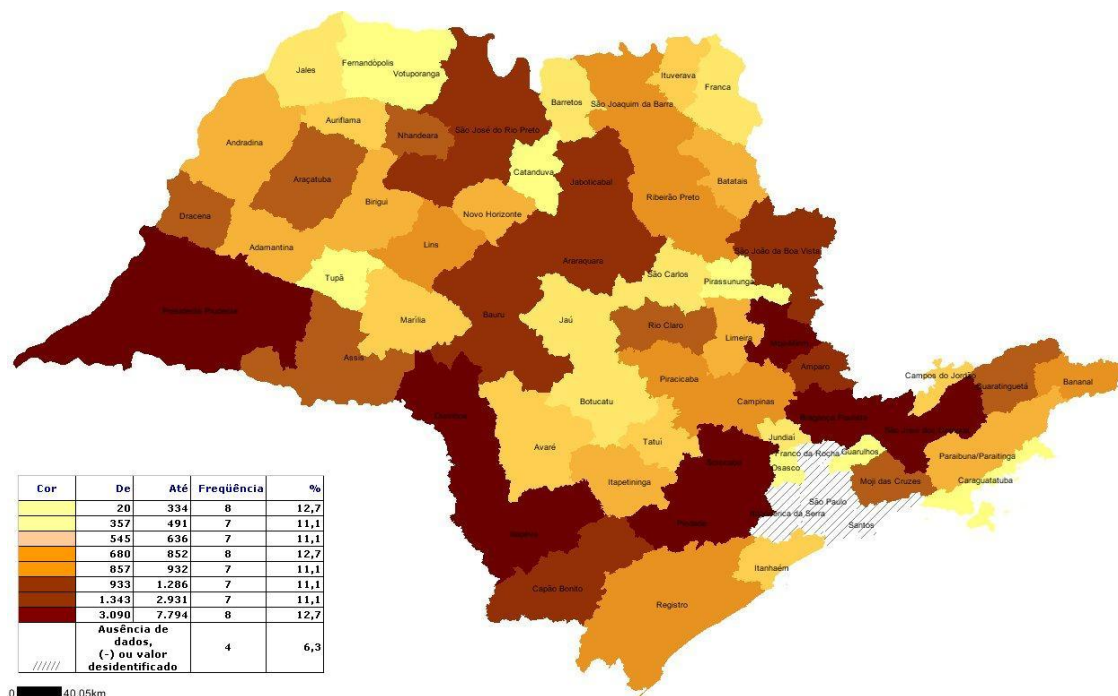 Fernandópolis
Jales
Votuporanga
Ituverava
Franca
Barretos
São Joaquim da Barra
Auriflama
Nhandeara
São José do Rio Preto
Andradina
Catanduva
Jaboticabal
Araçatuba
Batatais
Birigui
Ribeirão Preto
Dracena
Novo Horizonte
Adamantina
Lins
São João da Boa Vista
Araraquara
Tupã
São Carlos
Pirassununga
Presidente Prudente
Bauru
Jaú
Marília
Rio Claro
Limeira
Assis
Amparo
Campos do Jordão
Piracicaba
Guaratinguetá
Bananal
Botucatu
Campinas
Bragança Paulista
São José dos Campos
Jundiaí
Avaré
Tatuí
Franco da Rocha
Guarulhos
Paraibuna/Paraitinga
Osasco
Sorocaba
Caraguatatuba
Itapetininga
Moji das Cruzes
São Paulo
Itapecerica da Serra
Santos
Piedade
Itanhaém
Capão Bonito
Registro
Cor De Até Freqüência %
20 334 8 12,7
357 491 7 11,1
545 636 7 11,1
680 852 8 12,7
857 932 7 11,1
933 1.286 7 11,1
1.343 2.931 7 11,1
3.090 7.794 8 12,7
Ausência de
dados,
(-) ou valor
desidentificado
4 6,3
0 40,05km